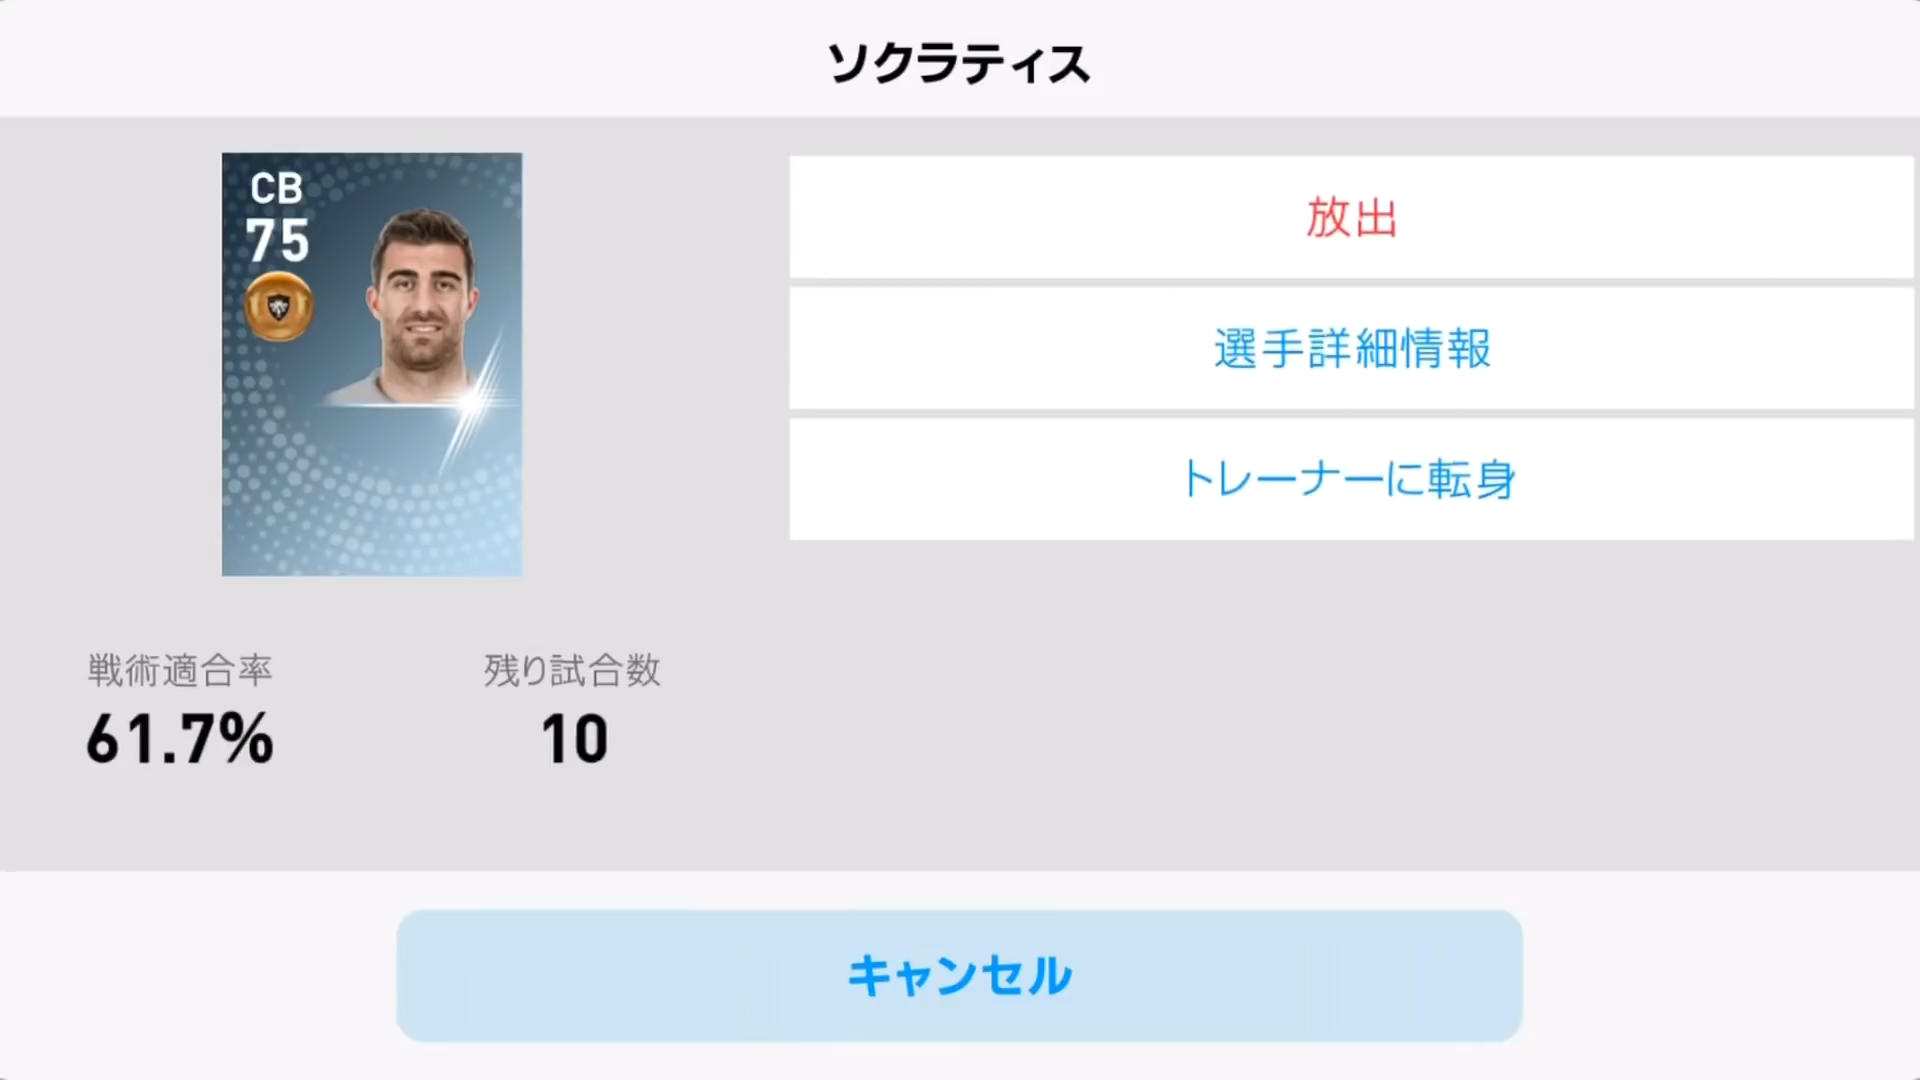 ソクラティス
CB
75
放出
選手詳細情報
トレーナーに転身
戦術適合率
残り試合数
61.7%
10
キャンセル